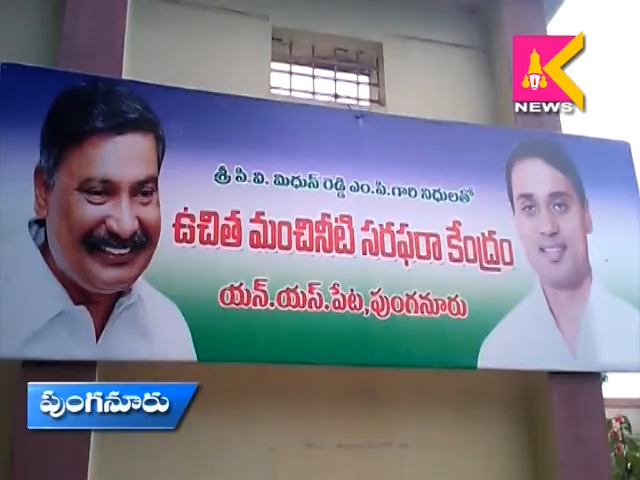 K
NEWS
శ్రీ పి.వి. మిధున్ రెడ్డి ఎం.పి.గారి నిధులతో
ఉచిత మంచినీటి సరఫరా కేంద్రం
యన్.యస్.పేట,పుంగనూరు
పుంగనూరు